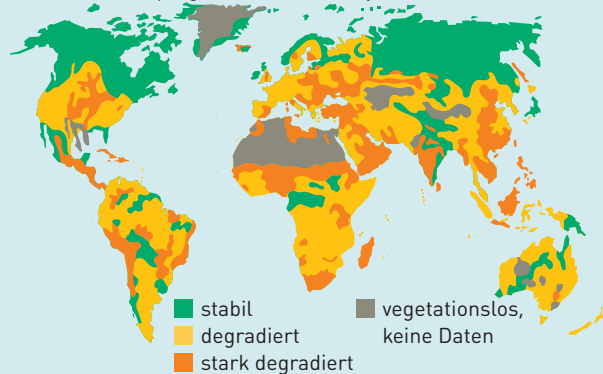 stabil
degradiert
stark degradiert
vegetationslos,
keine Daten